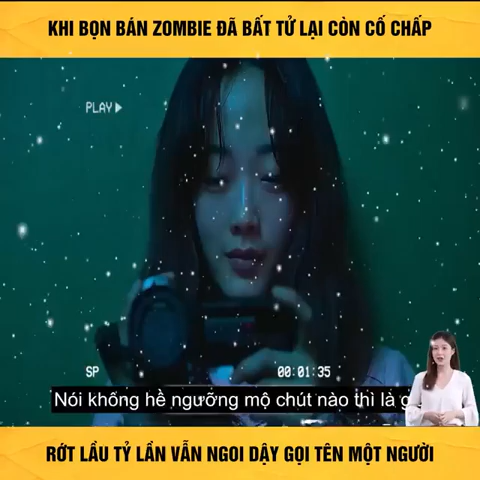 KHI BỌN BÁN ZOMBIE ĐÃ BẤT TỬ LẠI CÒN CỐ CHẤP
PLAY
SP 00:01:35
Nói không hề ngưỡng mộ chút nào thì là g
RỚT LẦU TỶ LẦN VẪN NGOI DẬY GỌI TÊN MỘT NGƯỜI